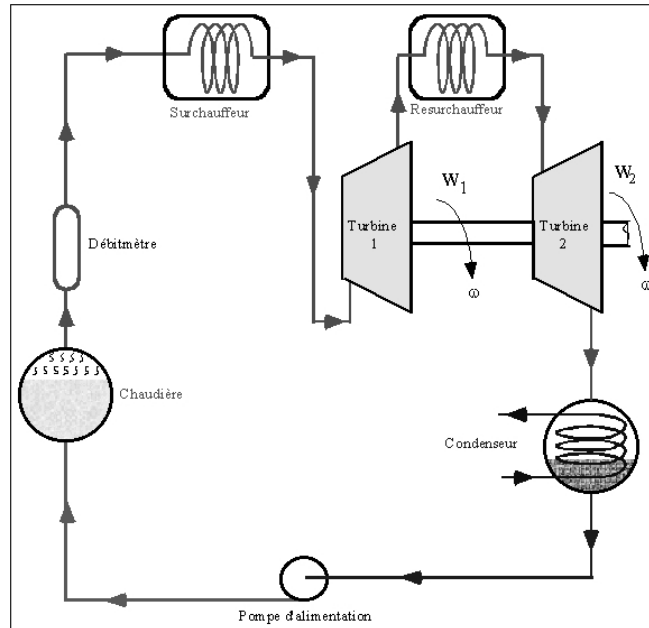 Surchauffeur
Resurchauffeur
W1
W2
Turbine
1
Turbine
2
ω
ω
Débitmètre
Chaudière
Condenseur
Pompe d'alimentation